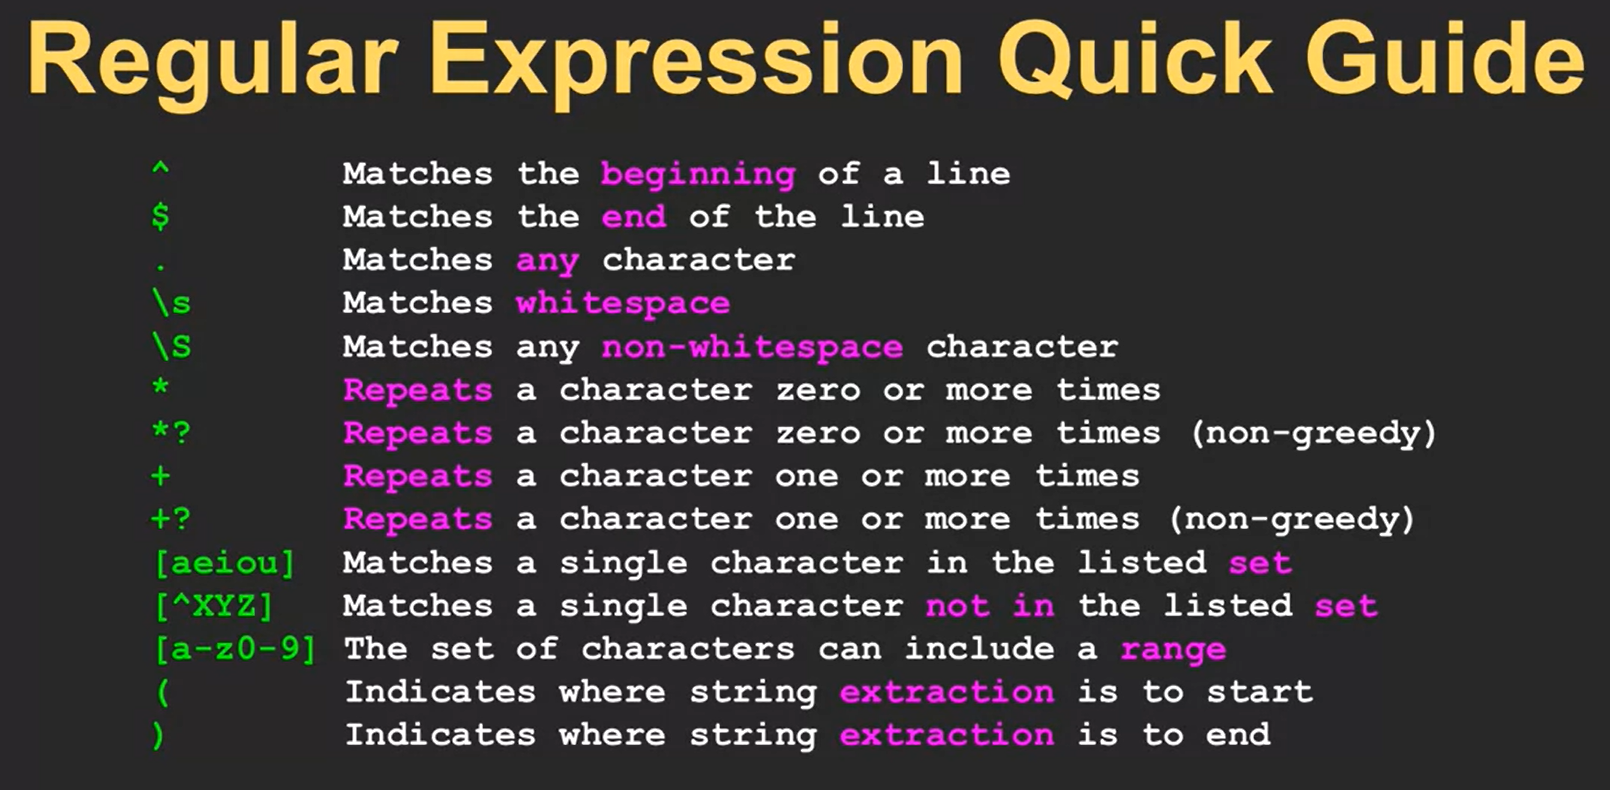 Regular Expression Quick Guide
^ Matches the beginning of a line
$ Matches the end of the line
. Matches any character
\s Matches whitespace
\S Matches any non-whitespace character
* Repeats a character zero or more times
*? Repeats a character zero or more times (non-greedy)
+ Repeats a character one or more times
+? Repeats a character one or more times (non-greedy)
[aeiou] Matches a single character in the listed set
[^XYZ] Matches a single character not in the listed set
[a-z0-9] The set of characters can include a range
( Indicates where string extraction is to start
) Indicates where string extraction is to end